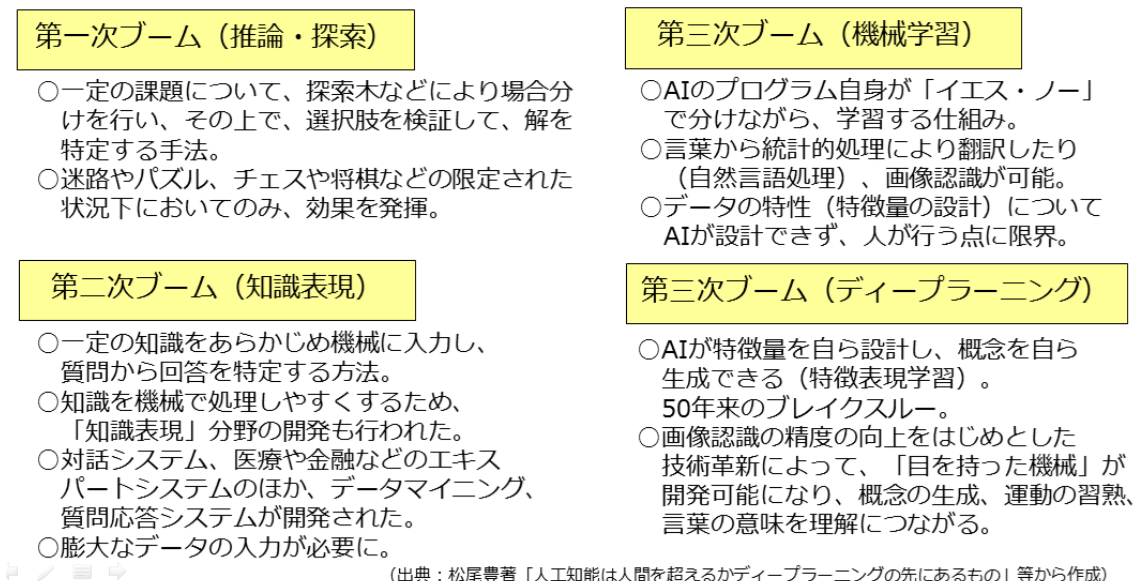 第一次ブーム（推論・探索）
○一定の課題について、探索木などにより場合分
けを行い、その上で、選択肢を検証して、解を
特定する手法。
○迷路やパズル、チェスや将棋などの限定された
状況下においてのみ、効果を発揮。
第二次ブーム（知識表現）
○一定の知識をあらかじめ機械に入力し、
質問から回答を特定する方法。
○知識を機械で処理しやすくするため、
「知識表現」分野の開発も行われた。
○対話システム、医療や金融などのエキス
パートシステムのほか、データマイニング、
質問応答システムが開発された。
○膨大なデータの入力が必要に。
第三次ブーム（機械学習）
○AIのプログラム自身が「イエス・ノー」
で分けながら、学習する仕組み。
○言葉から統計的処理により翻訳したり
（自然言語処理）、画像認識が可能。
○データの特性（特徴量の設計）について
AIが設計できず、人が行う点に限界。
第三次ブーム（ディープラーニング）
○AIが特徴量を自ら設計し、概念を自ら
生成できる（特徴表現学習）。
50年来のブレイクスルー。
○画像認識の精度の向上をはじめとした
技術革新によって、「目を持った機械」が
開発可能になり、概念の生成、運動の習熟、
言葉の意味を理解につながる。
（出典：松尾豊著「人工知能は人間を超えるかディープラーニングの先にあるもの」等から作成）